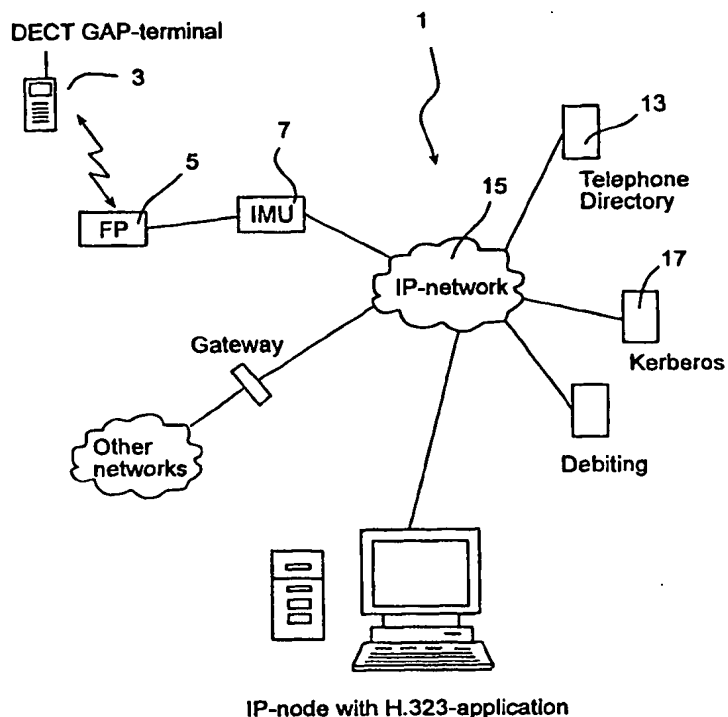 DECT GAP-terminal
1
3
13
5
7
Telephone
Directory
FP
IMU
15
IP-network
17
Kerberos
Gateway
Other
networks
Debiting
IP-node with H.323-application